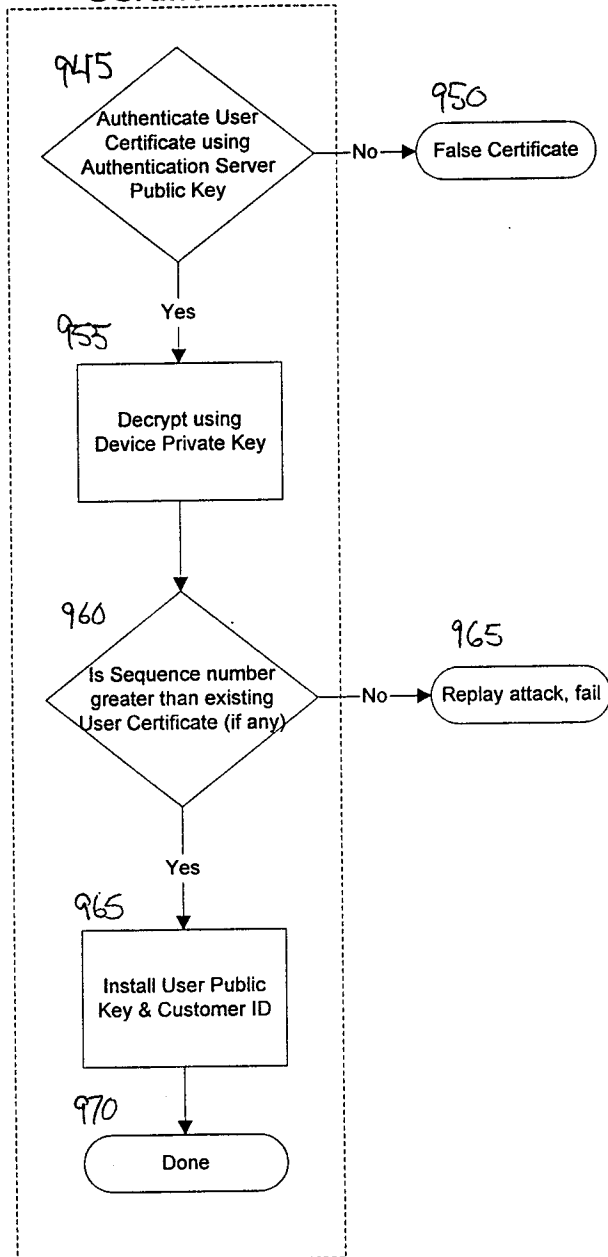 945
950
Authenticate User
Certificate using
Authentication Server
Public Key
No
False Certificate
Yes
955
Decrypt using
Device Private Key
960
965
Is Sequence number
greater than existing
User Certificate (if any)
No
Replay attack, fail
Yes
965
Install User Public
Key & Customer ID
970
Done